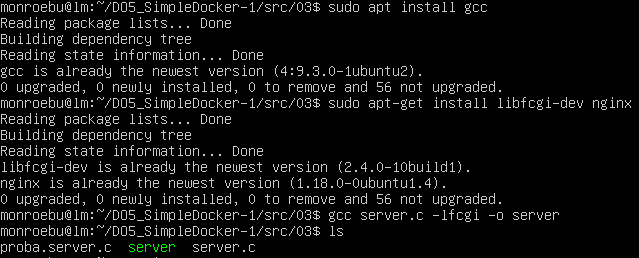 monroebu@lm:~/DO5_SimpleDocker-1/src/03$ sudo apt install gcc
Reading package lists... Done
Building dependency tree
Reading state information... Done
gcc is already the newest version (4:9.3.0-1ubuntu2).
0 upgraded, 0 newly installed, 0 to remove and 56 not upgraded.
monroebu@lm:~/DO5_SimpleDocker-1/src/03$ sudo apt-get install libfcgi-dev nginx
Reading package lists... Done
Building dependency tree
Reading state information... Done
libfcgi-dev is already the newest version (2.4.0-10build1).
nginx is already the newest version (1.18.0-0ubuntu1.4).
0 upgraded, 0 newly installed, 0 to remove and 56 not upgraded.
monroebu@lm:~/DO5_SimpleDocker-1/src/03$ gcc server.c -lfcgi -o server
monroebu@lm:~/DO5_SimpleDocker-1/src/03$ ls
proba.server.c server server.c